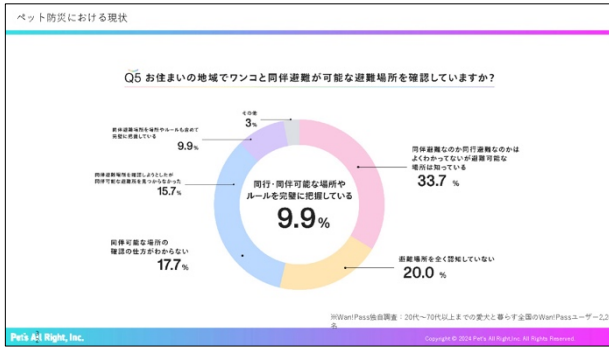 ペット防災における現状
Q5 お住まいの地域でワンコと同伴避難が可能な避難場所を確認していますか？
その他
3%
同伴避難場所を場所やルールも含めて
完璧に把握している
9.9%
同伴避難場所を確認しようとしたが
同伴可能な避難所を見つからなかった
15.7%
同伴可能な場所の
確認の仕方がわからない
17.7%
同行・同伴可能な場所や
ルールを完璧に把握している
9.9%
同伴避難なのか同行避難なのかは
よくわかってないが避難可能な
場所は知っている
33.7 %
避難場所を全く認知していない
20.0 %
※Wan!Pass独自調査：20代～70代以上までの愛犬と暮らす全国のWan!Passユーザー2,2
名
Pet's All Right, Inc.
Copyright © 2024 Pet's All Right,Inc. All Rights Reserved.